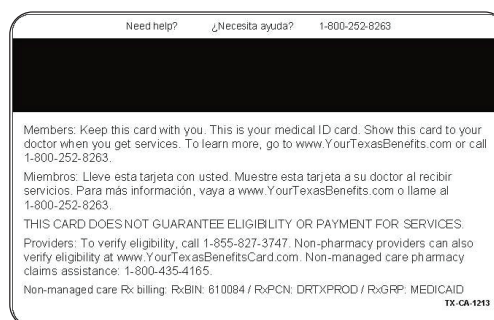 Need help? ¿Necesita ayuda? 1-800-252-8263
Members: Keep this card with you. This is your medical ID card. Show this card to your
doctor when you get services. To learn more, go to www.YourTexasBenefits.com or call
1-800-252-8263.
Miembros: Lleve esta tarjeta con usted. Muestre esta tarjeta a su doctor al recibir
servicios. Para más información, vaya a www.YourTexasBenefits.com o llame al
1-800-252-8263.
THIS CARD DOES NOT GUARANTEE ELIGIBILITY OR PAYMENT FOR SERVICES.
Providers: To verify eligibility, call 1-855-827-3747. Non-pharmacy providers can also
verify eligibility at www.YourTexasBenefitsCard.com. Non-managed care pharmacy
claims assistance: 1-800-435-4165.
Non-managed care Rx billing: RxBIN: 610084 / RxPCN: DRTXPROD / RxGRP: MEDICAID
TX-CA-1213